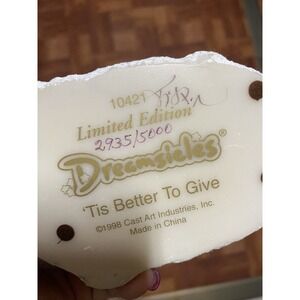 10421
Limited Edition
2935/5000
Dreamsicles®
'Tis Better To Give
©1998 Cast Art Industries, Inc.
Made in China